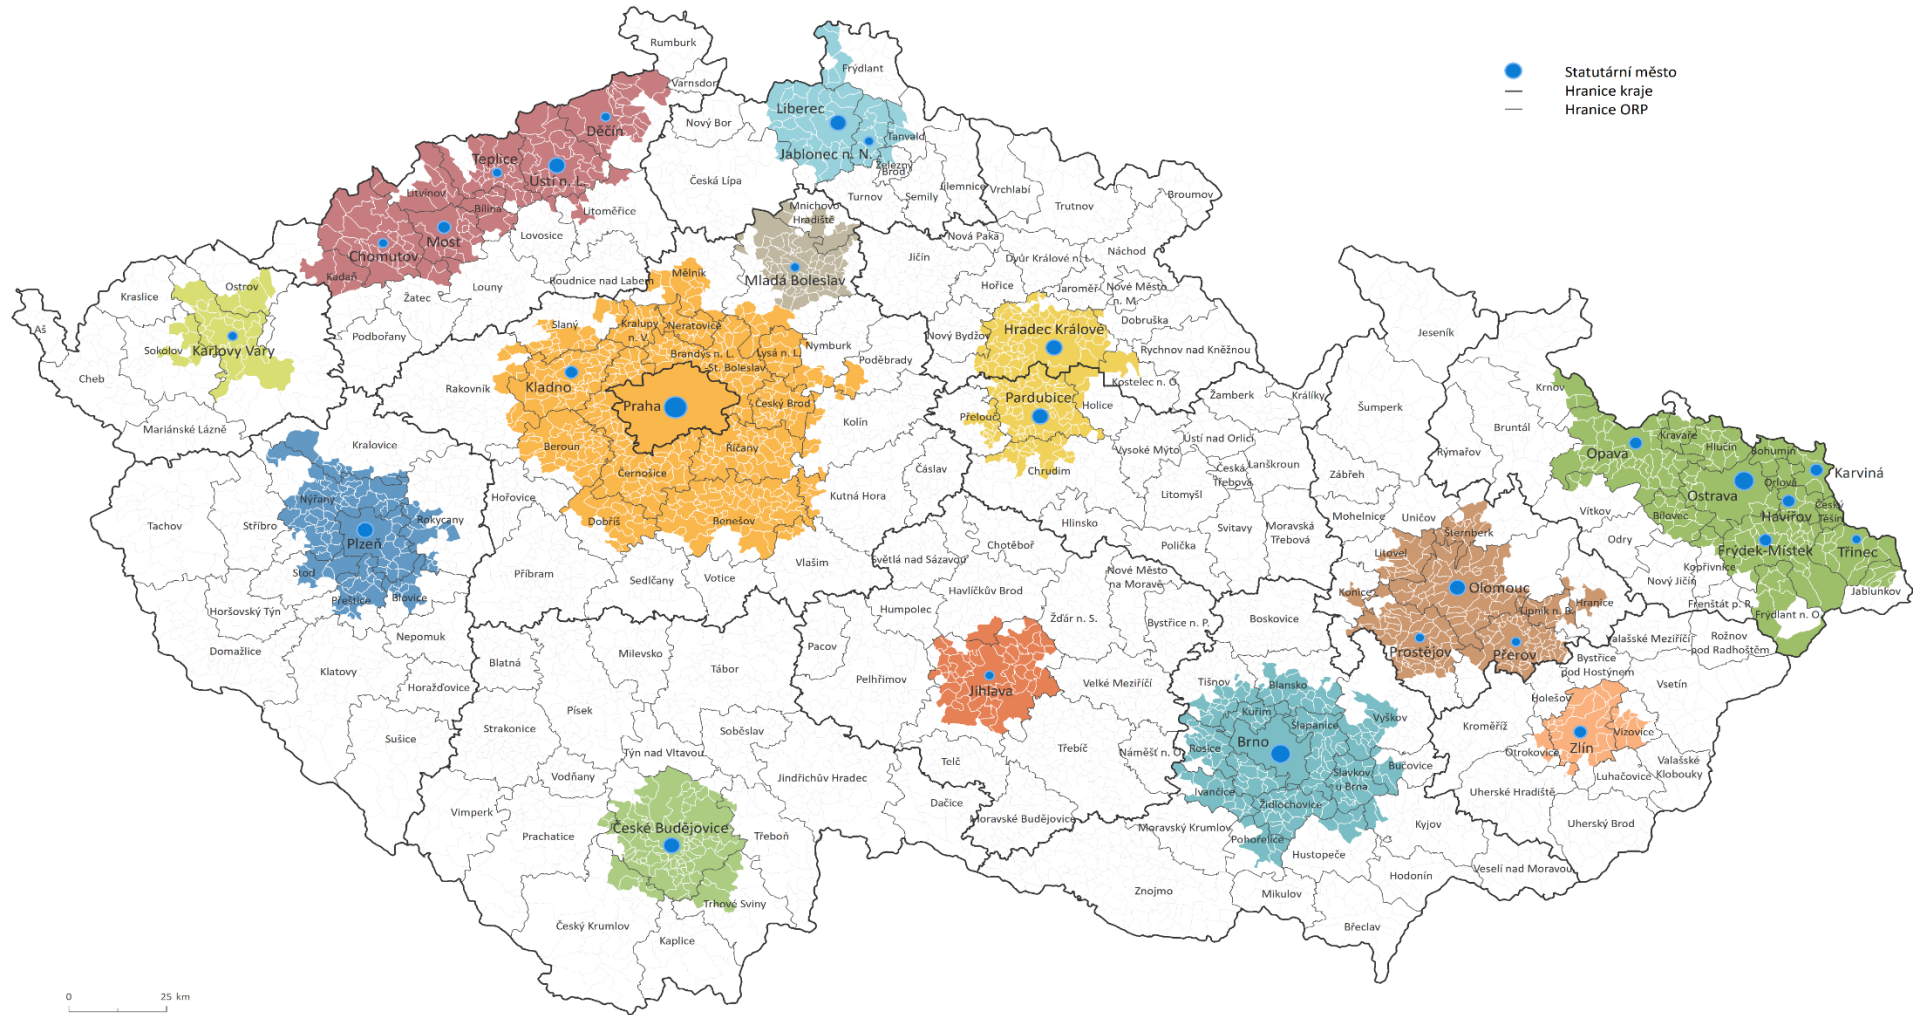 Rumburk
Varnsdorf
Frýdlant
Statutární město
Hranice kraje
Hranice ORP
Liberec
Nový Bor
Děčín
Tanvald
Jablonec n. N.
Železný
Brod
Teplice
Ústí n. L.
Česká Lípa
Litvínov
Jilemnice
Vrchlabí
Broumov
Turnov
Semily
Trutnov
Bílina
Litoměřice
Mnichovo
Hradiště
Most
Lovosice
Nová Paka
Chomutov
Jičín
Dvůr Králové n. L.
Náchod
Kadaň
Mělník
Mladá Boleslav
Roudnice nad Labem
Ostrov
Louny
Hořice
Jaroměř
Nové Město
n. M.
Kraslice
Žatec
Aš
Slaný
Kralupy
n. V.
Neratovice
Hradec Králové
Dobruška
Podbořany
Nový Bydžov
Jeseník
Sokolov
Karlovy Vary
Brandýs n. L.
St. Boleslav
Lysá n. L.
Nymburk
Poděbrady
Rychnov nad Kněžnou
Cheb
Rakovník
Kladno
Kostelec n. O.
Krnov
Praha
Český Brod
Pardubice
Holice
Žamberk
Králíky
Šumperk
Přelouč
Kolín
Mariánské Lázně
Kralovice
Beroun
Říčany
Bruntál
Ústí nad Orlicí
Kravaře
Hlučín
Bohumín
Opava
Vysoké Mýto
Rýmařov
Černošice
Čáslav
Chrudim
Česká
Třebová
Lanškroun
Zábřeh
Karviná
Nýřany
Hořovice
Kutná Hora
Litomyšl
Ostrava
Orlová
Tachov
Stříbro
Rokycany
Dobříš
Benešov
Hlinsko
Svitavy
Moravská
Třebová
Mohelnice
Uničov
Vítkov
Bílovec
Havířov
Český
Těšín
Plzeň
Chotěboř
Polička
Šternberk
Odry
Litovel
Frýdek-Místek
Třinec
Stod
Příbram
Sedlčany
Votice
Vlašim
Světlá nad Sázavou
Nové Město
na Moravě
Kopřivnice
Nový Jičín
Přeštice
Blovice
Havlíčkův Brod
Konice
Olomouc
Hranice
Jablunkov
Horšovský Týn
Humpolec
Žďár n. S.
Bystřice n. P.
Boskovice
Lipník n. B.
Frenštát p. R.
Frýdlant n. O.
Nepomuk
Domažlice
Pacov
Prostějov
Přerov
Valašské Meziříčí
Rožnov
pod Radhoštěm
Blatná
Milevsko
Tábor
Bystřice
pod Hostýnem
Klatovy
Horažďovice
Pelhřimov
Jihlava
Velké Meziříčí
Tišnov
Blansko
Vsetín
Holešov
Písek
Kuřim
Šlapanice
Vyškov
Kroměříž
Strakonice
Soběslav
Sušice
Týn nad Vltavou
Třebíč
Náměšť n. O.
Rosice
Brno
Zlín
Vizovice
Otrokovice
Telč
Bučovice
Valašské
Klobouky
Vodňany
Jindřichův Hradec
Slavkov
u Brna
Luhačovice
Ivančice
Uherské Hradiště
Vimperk
Dačice
Židlochovice
Moravské Budějovice
Moravský Krumlov
Uherský Brod
Kyjov
České Budějovice
Prachatice
Třeboň
Pohořelice
Hustopeče
Veselí nad Moravou
Hodonín
Znojmo
Mikulov
Trhové Sviny
Český Krumlov
Břeclav
Kaplice
0 25 km